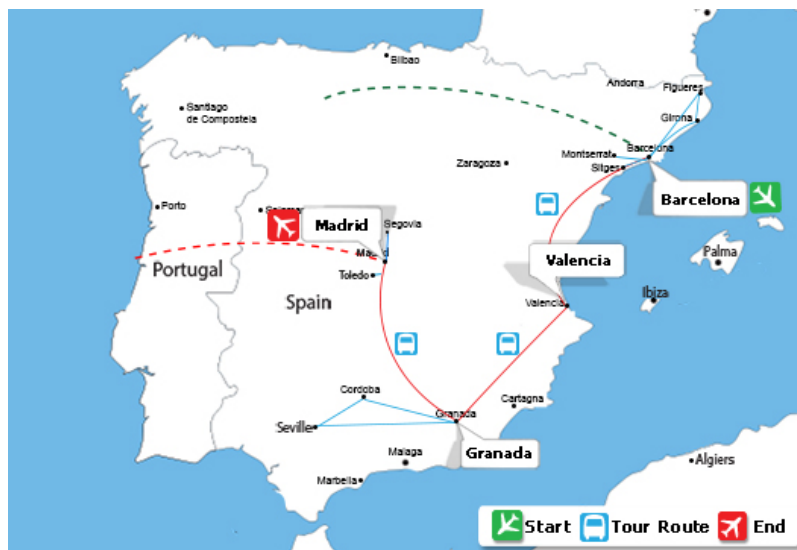 Bilbao
Andorra
Figueres
Santiago
de Compostela
Girona
Barcelona
Montserrat
Zaragoza
Sitges
Barcelona
Porto
Madrid
Segovia
Madrid
Palma
Valencia
Portugal
Toledo
Spain
Ibiza
Valencia
Cordoba
Cartagna
Granada
Seville
Malaga
Granada
Algiers
Marbella
Start
Tour Route
End